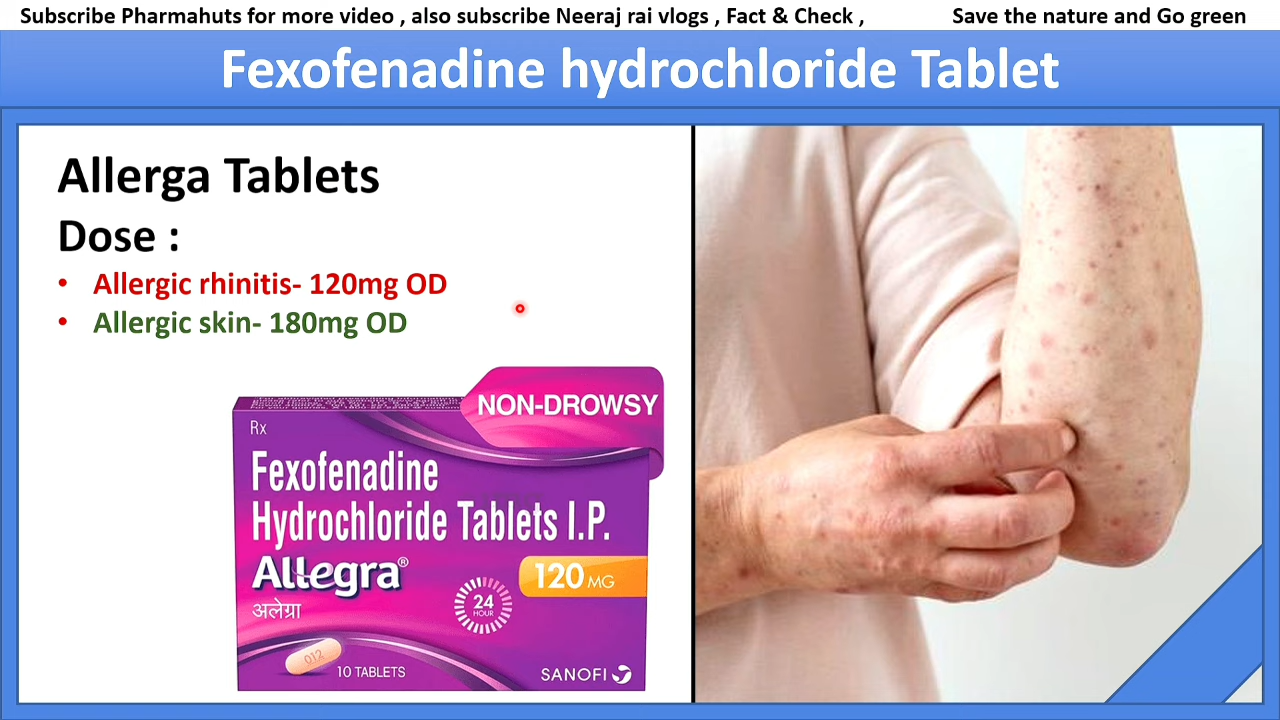 Subscribe Pharmahuts for more video , also subscribe Neeraj rai vlogs , Fact & Check , Save the nature and Go green
Fexofenadine hydrochloride Tablet
Allerga Tablets
Dose :
• Allergic rhinitis- 120mg OD
• Allergic skin- 180mg OD
NON-DROWSY
Rx
Fexofenadine
Hydrochloride Tablets I.P.
Allegra®
120 MG
अलेग्रा
24
HOUR
012
10 TABLETS
SANOFI